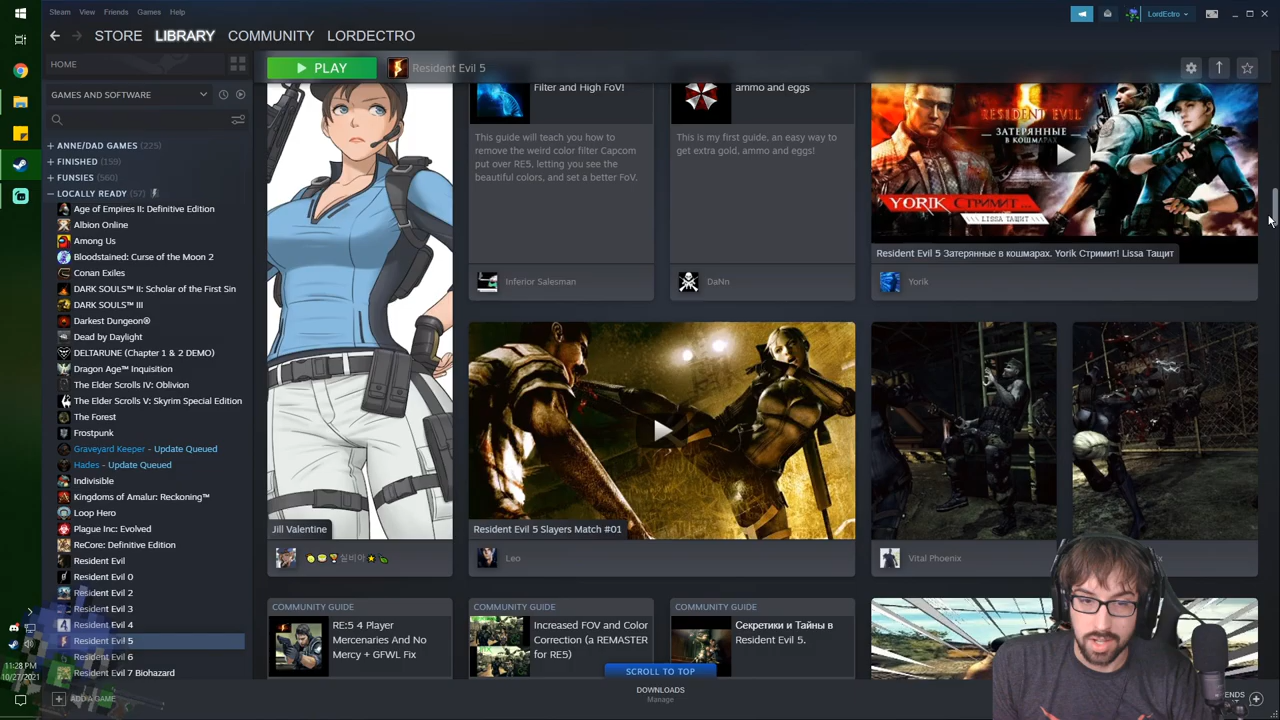 Steam View Friends Games Help
LordEctro
STORE LIBRARY COMMUNITY LORDECTRO
HOME
PLAY
Resident Evil 5
GAMES AND SOFTWARE
ANNE/DAD GAMES (225)
FINISHED (159)
FUNSIES (560)
LOCALLY READY (57)
Age of Empires II: Definitive Edition
Albion Online
Among Us
Bloodstained: Curse of the Moon 2
Conan Exiles
DARK SOULS™ II: Scholar of the First Sin
DARK SOULS™ III
Darkest Dungeon®
Dead by Daylight
DELTARUNE (Chapter 1 & 2 DEMO)
Dragon Age™ Inquisition
The Elder Scrolls IV: Oblivion
The Elder Scrolls V: Skyrim Special Edition
The Forest
Frostpunk
Graveyard Keeper - Update Queued
Hades - Update Queued
Indivisible
Kingdoms of Amalur: Reckoning™
Loop Hero
Plague Inc: Evolved
ReCore: Definitive Edition
Resident Evil
Resident Evil 0
Resident Evil 2
Resident Evil 3
Resident Evil 4
Resident Evil 5
Resident Evil 6
Resident Evil 7 Biohazard
ADD A GAME
11:28 PM
10/27/2021
Jill Valentine
실비아
Filter and High FoV!
This guide will teach you how to
remove the weird color filter Capcom
put over RE5, letting you see the
beautiful colors, and set a better FoV.
Inferior Salesman
ammo and eggs
This is my first guide, an easy way to
get extra gold, ammo and eggs!
DaNn
RESIDENT EVIL
ЗАТЕРЯННЫЕ
В КОШМАРАХ
YORIK СТРИМИТ...
LISSA ТАЩИТ
Resident Evil 5 Затерянные в кошмарах. Yorik Стримит! Lissa Тащит
Yorik
Resident Evil 5 Slayers Match #01
Leo
Vital Phoenix
COMMUNITY GUIDE
RE:5 4 Player
Mercenaries And No
Mercy + GFWL Fix
COMMUNITY GUIDE
Increased FOV and Color
Correction (a REMASTER
for RE5)
COMMUNITY GUIDE
Секретики и Тайны в
Resident Evil 5.
SCROLL TO TOP
DOWNLOADS
Manage